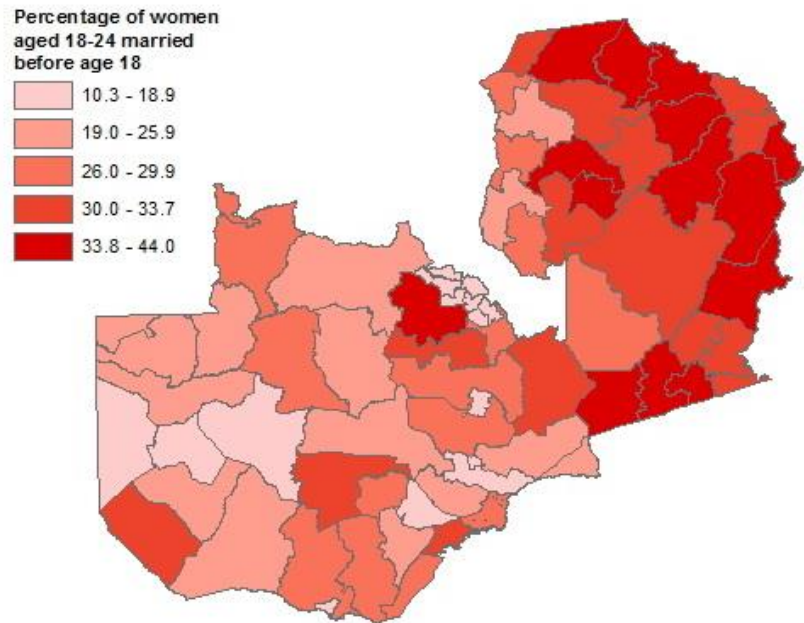 Percentage of women
aged 18-24 married
before age 18
10.3 - 18.9
19.0 - 25.9
26.0 - 29.9
30.0 - 33.7
33.8 - 44.0